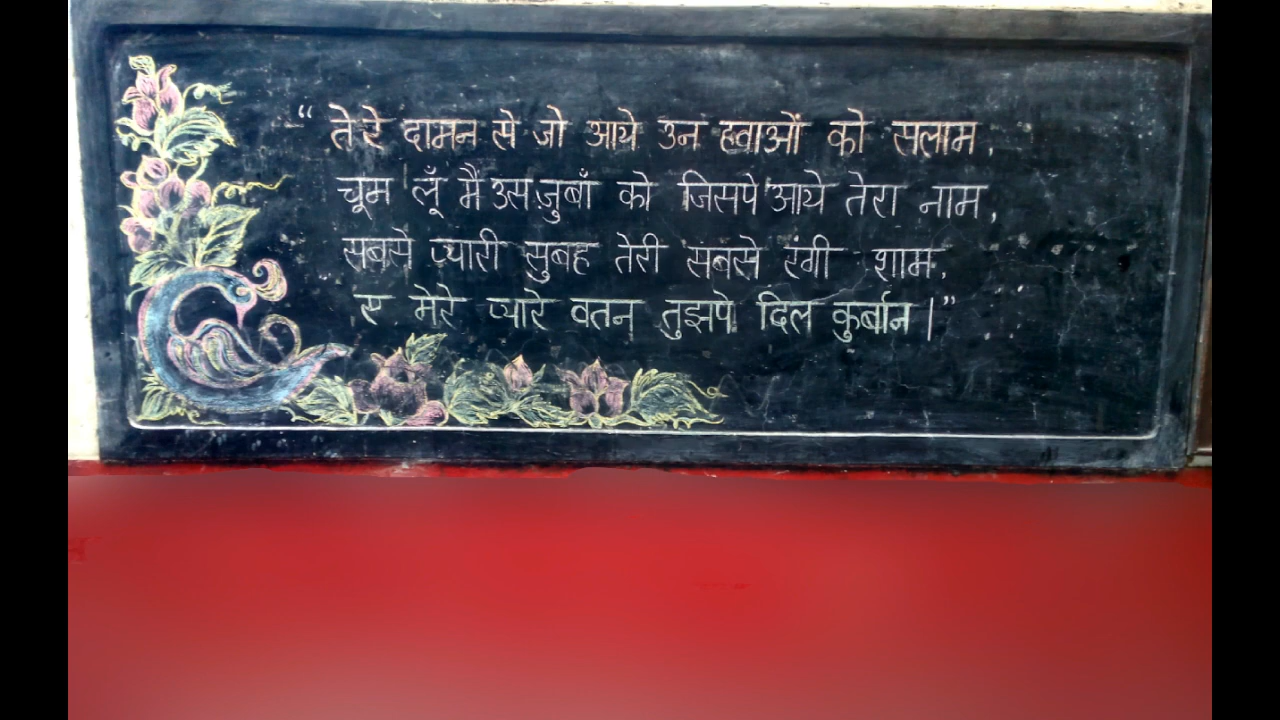 “ तेरे दामन से जो आये उन हवाओं को सलाम,
चूम लूँ मैं उस जुबाँ को जिसपे आये तेरा नाम,
सबसे प्यारी सुबह तेरी सबसे रंगी शाम,
ए मेरे प्यारे वतन तुझपे दिल कुर्बान।”